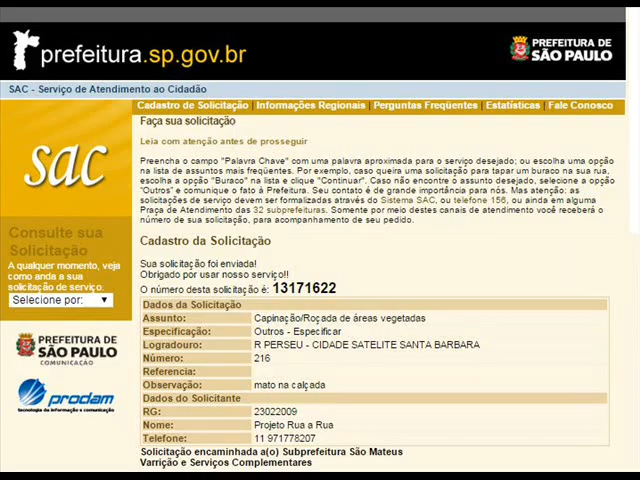 prefeitura.sp.gov.br
PREFEITURA DE
SÃO PAULO
SAC - Serviço de Atendimento ao Cidadão
Cadastro de Solicitação | Informações Regionais | Perguntas Freqüentes | Estatísticas | Fale Conosco
sac
Consulte sua
Solicitação
A qualquer momento, veja
como anda a sua
solicitação de serviço.
Selecione por:
PREFEITURA DE
SÃO PAULO
COMUNICAÇÃO
prodam
tecnologia da informação e comunicação
Faça sua solicitação
Leia com atenção antes de prosseguir
Preencha o campo "Palavra Chave" com uma palavra aproximada para o serviço desejado; ou escolha uma opção
na lista de assuntos mais freqüentes. Por exemplo, caso queira uma solicitação para tapar um buraco na sua rua,
escolha a opção "Buraco" na lista e clique "Continuar". Caso não encontre o assunto desejado, selecione a opção
"Outros" e comunique o fato à Prefeitura. Seu contato é de grande importância para nós. Mas atenção: as
solicitações de serviço devem ser formalizadas através do Sistema SAC, ou telefone 156, ou ainda em alguma
Praça de Atendimento das 32 subprefeituras. Somente por meio destes canais de atendimento você receberá o
número de sua solicitação, para acompanhamento de seu pedido.
Cadastro da Solicitação
Sua solicitação foi enviada!
Obrigado por usar nosso serviço!!
O número desta solicitação é: 13171622
Dados da Solicitação
Assunto: Capinação/Roçada de áreas vegetadas
Especificação: Outros - Especificar
Logradouro: R PERSEU - CIDADE SATELITE SANTA BARBARA
Número: 216
Referencia:
Observação: mato na calçada
Dados do Solicitante
RG: 23022009
Nome: Projeto Rua a Rua
Telefone: 11 971778207
Solicitação encaminhada a(o) Subprefeitura São Mateus
Varrição e Serviços Complementares